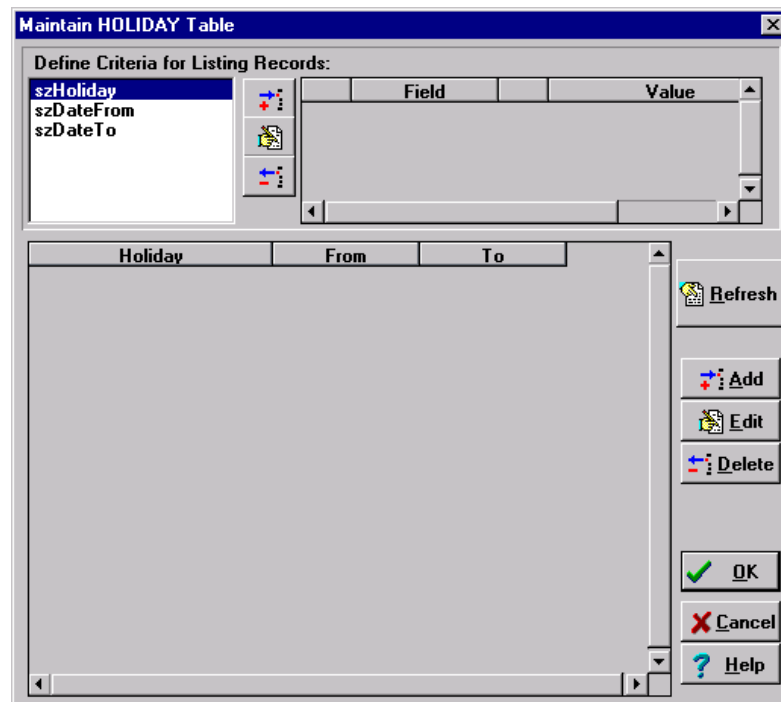 Maintain HOLIDAY Table
Define Criteria for Listing Records:
szHoliday
szDateFrom
szDateTo
Field Value
Holiday From To
Refresh
Add
Edit
Delete
OK
Cancel
Help